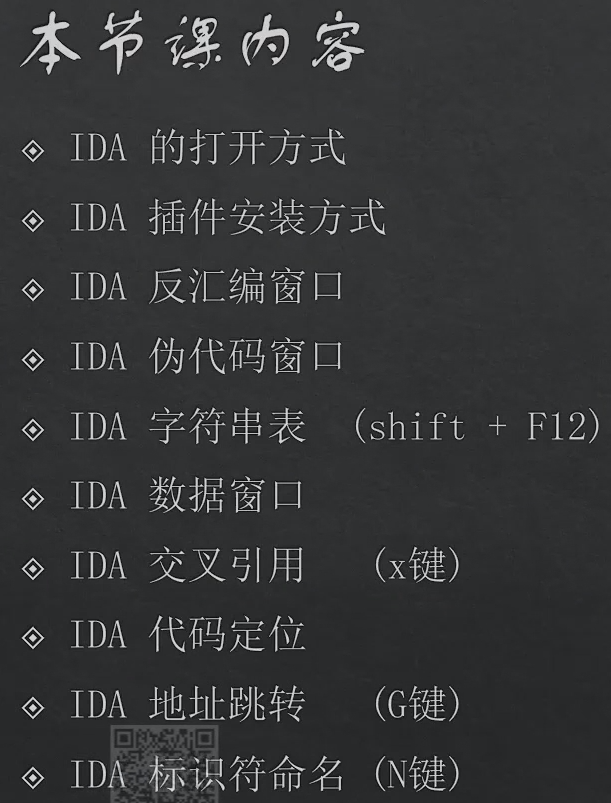 本节课内容
IDA 的打开方式
IDA 插件安装方式
IDA 反汇编窗口
IDA 伪代码窗口
IDA 字符串表 (shift + F12)
IDA 数据窗口
IDA 交叉引用 (x键)
IDA 代码定位
IDA 地址跳转 (G键)
IDA 标识符命名 (N键)